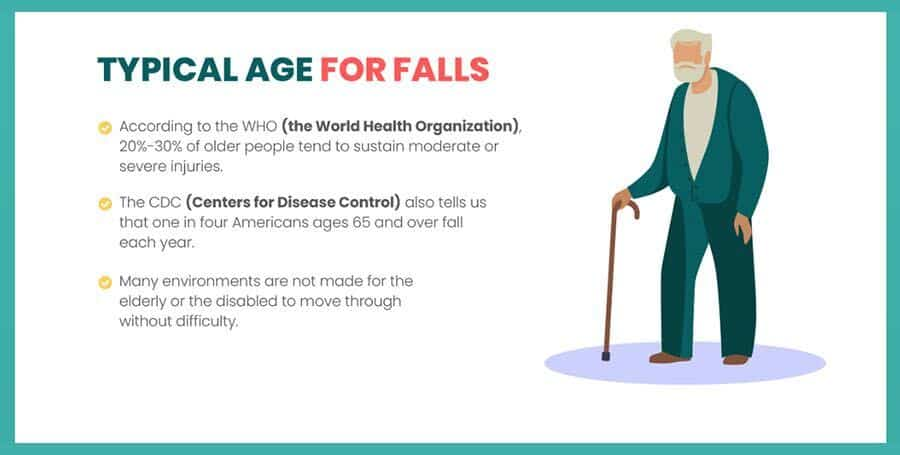 TYPICAL AGE FOR FALLS
According to the WHO (the World Health Organization),
20%-30% of older people tend to sustain moderate or
severe injuries.
The CDC (Centers for Disease Control) also tells us
that one in four Americans ages 65 and over fall
each year.
Many environments are not made for the
elderly or the disabled to move through
without difficulty.